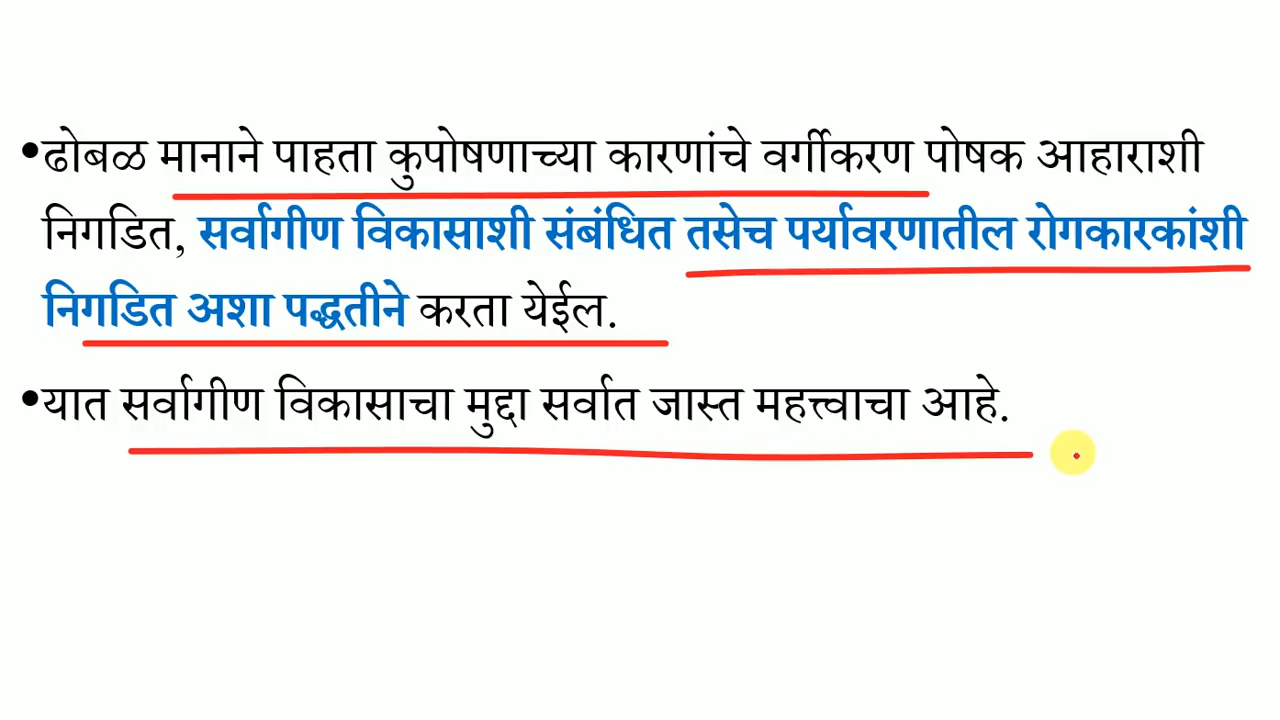 •ढोबळ मानाने पाहता कुपोषणाच्या कारणांचे वर्गीकरण पोषक आहाराशी
निगडित, सर्वागीण विकासाशी संबंधित तसेच पर्यावरणातील रोगकारकांशी
निगडित अशा पद्धतीने करता येईल.
•यात सर्वागीण विकासाचा मुद्दा सर्वात जास्त महत्त्वाचा आहे.